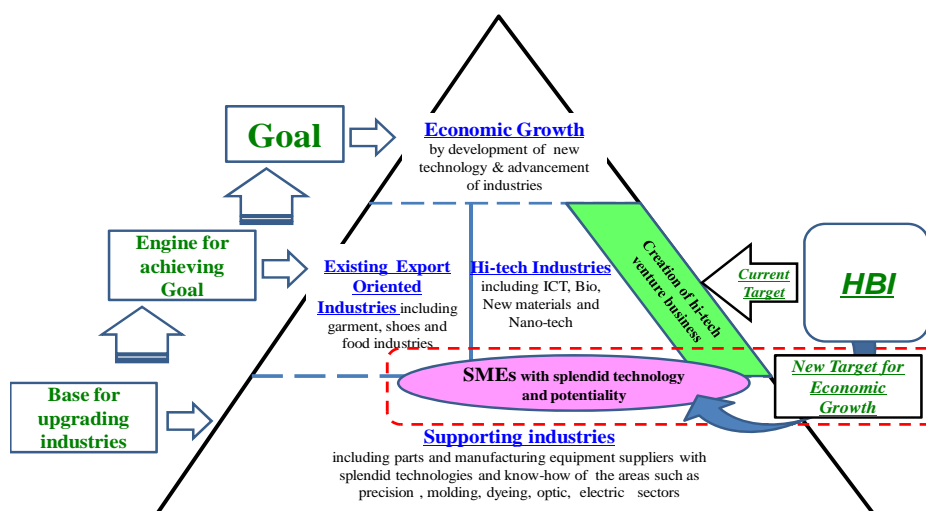 Goal
Economic Growth
by development of new
technology & advancement
of industries
Engine for
achieving
Goal
Existing Export
Oriented
Industries including
garment, shoes and
food industries
Hi-tech Industries
including ICT, Bio,
New materials and
Nano-tech
Creation of hi-tech
venture business
Current
Target
HBI
Base for
upgrading
industries
SMEs with splendid technology
and potentiality
New Target for
Economic
Growth
Supporting industries
including parts and manufacturing equipment suppliers with
splendid technologies and know-how of the areas such as
precision , molding, dyeing, optic, electric sectors